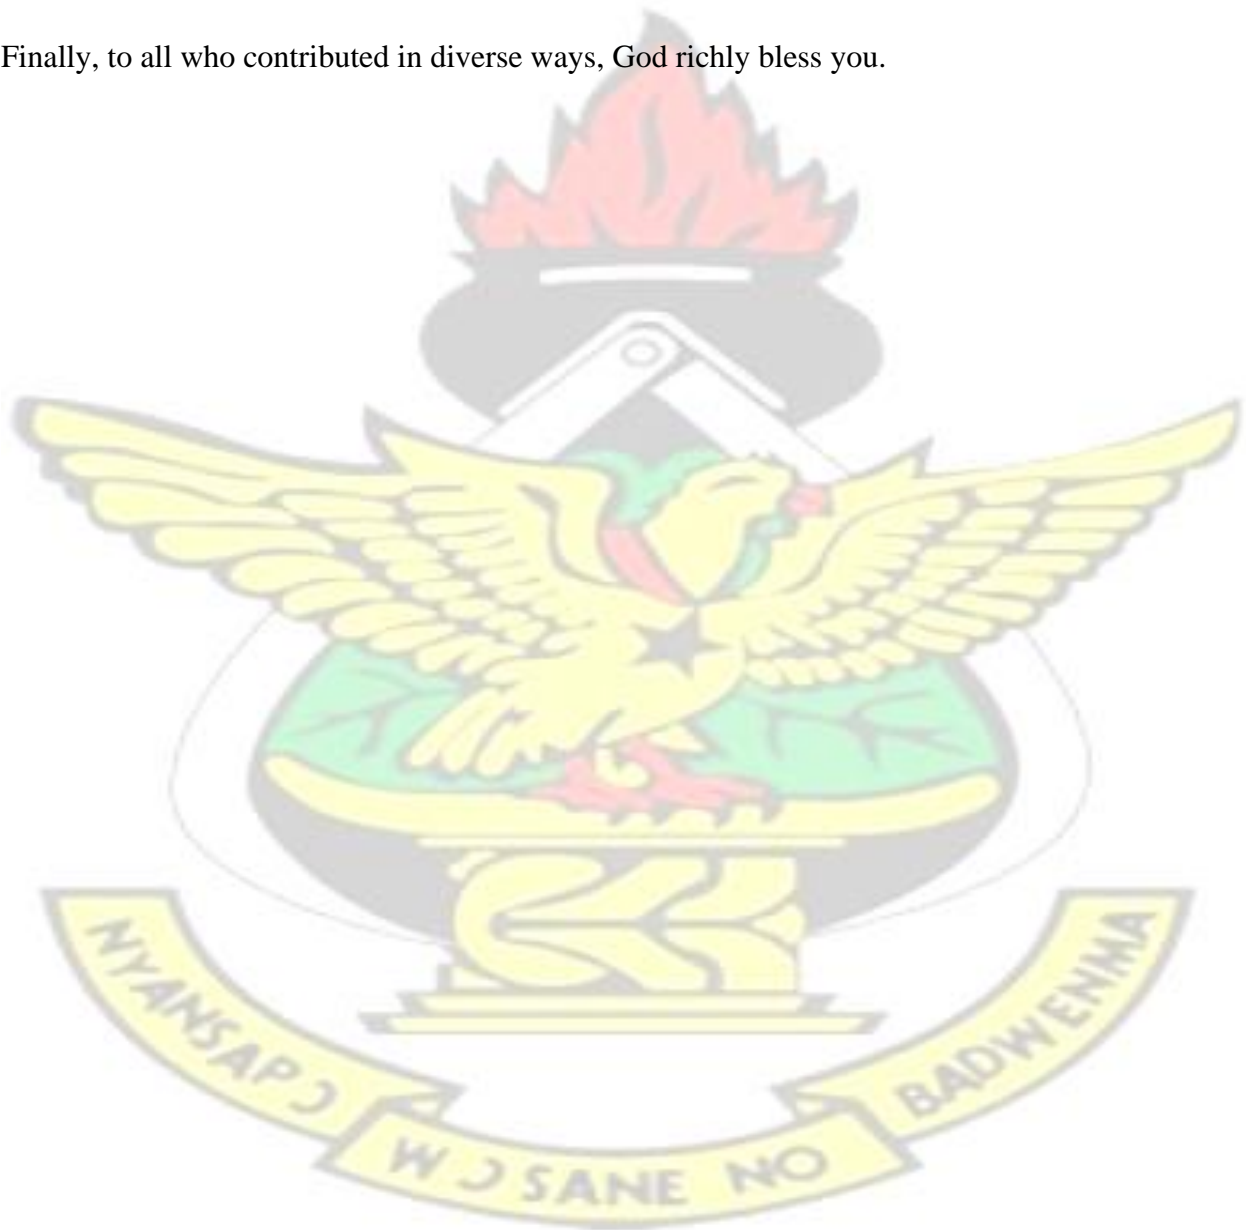 Finally, to all who contributed in diverse ways, God richly bless you.
NYANSAPƆ
WƆSANE NO
BADWENMA